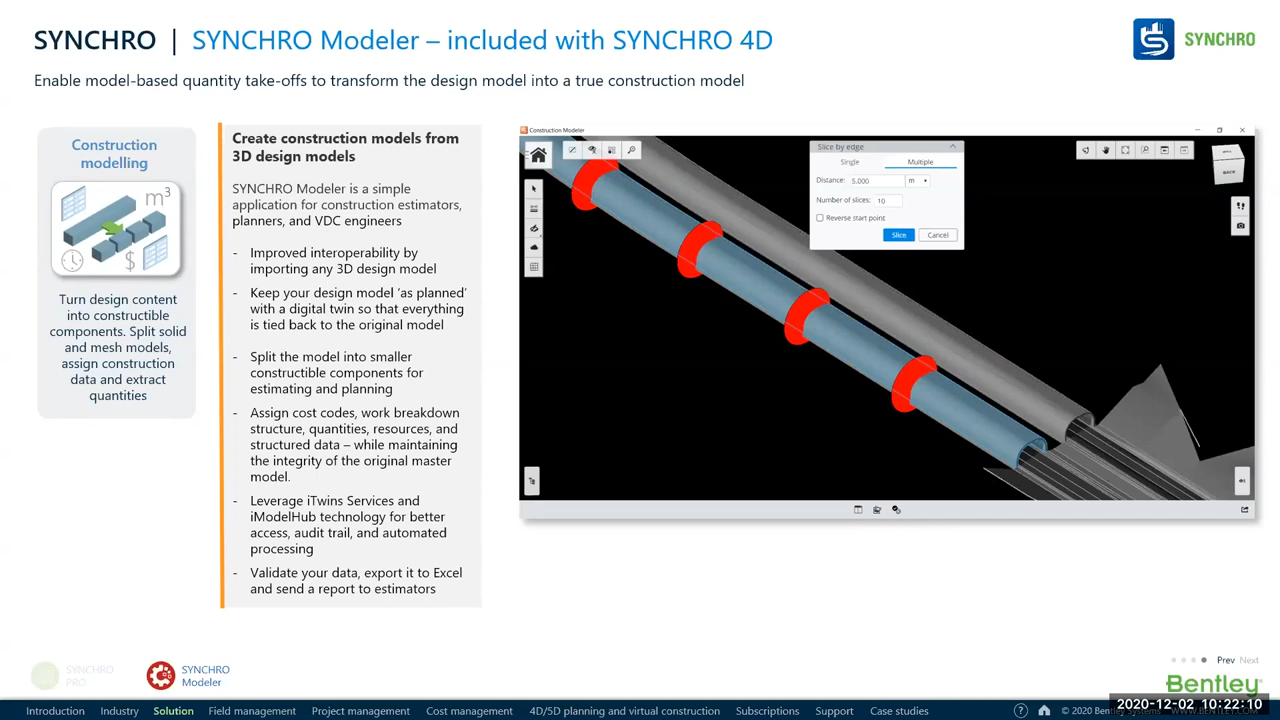 SYNCHRO | SYNCHRO Modeler – included with SYNCHRO 4D
SYNCHRO
Enable model-based quantity take-offs to transform the design model into a true construction model
Construction
modelling
m³
$
Turn design content
into constructible
components. Split solid
and mesh models,
assign construction
data and extract
quantities
Create construction models from
3D design models
SYNCHRO Modeler is a simple
application for construction estimators,
planners, and VDC engineers
- Improved interoperability by
importing any 3D design model
- Keep your design model ‘as planned’
with a digital twin so that everything
is tied back to the original model
- Split the model into smaller
constructible components for
estimating and planning
- Assign cost codes, work breakdown
structure, quantities, resources, and
structured data – while maintaining
the integrity of the original master
model.
- Leverage iTwins Services and
iModelHub technology for better
access, audit trail, and automated
processing
- Validate your data, export it to Excel
and send a report to estimators
Construction Modeler
Slice by edge
Single Multiple
Distance: 5.000 m
Number of slices: 10
Reverse start point
Slice Cancel
BACK
SYNCHRO
PRO
SYNCHRO
Modeler
Prev Next
Bentley
Introduction Industry Solution Field management Project management Cost management 4D/5D planning and virtual construction Subscriptions Support Case studies ? © 2020 Bentley Systems WWW.BENTLEY.COM
2020-12-02 10:22:10